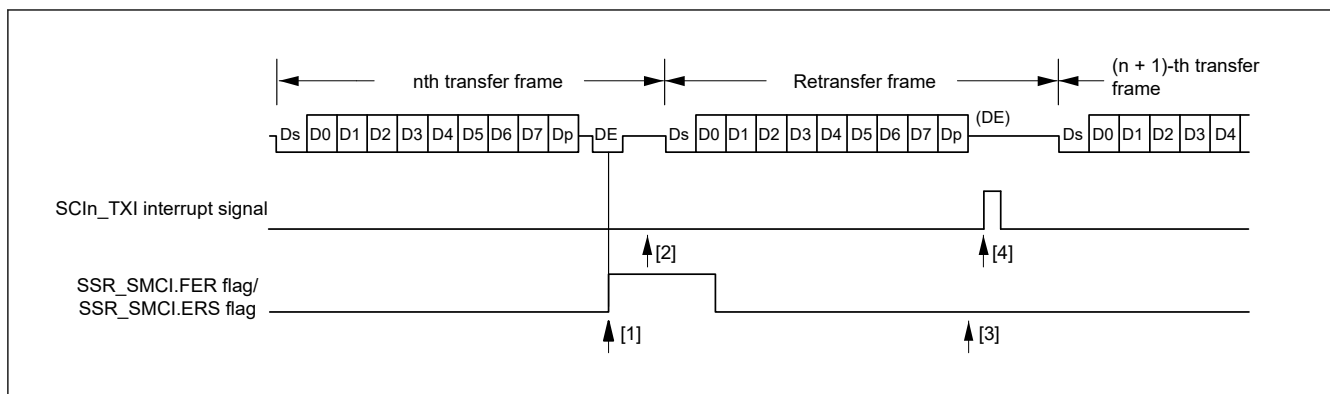 nth transfer frame
Retransfer frame
(n + 1)-th transfer
frame
(DE)
Ds D0 D1 D2 D3 D4 D5 D6 D7 Dp DE Ds D0 D1 D2 D3 D4 D5 D6 D7 Dp Ds D0 D1 D2 D3 D4
SCIn_TXI interrupt signal
[2] [4]
SSR_SMCI.FER flag/
SSR_SMCI.ERS flag
[1] [3]